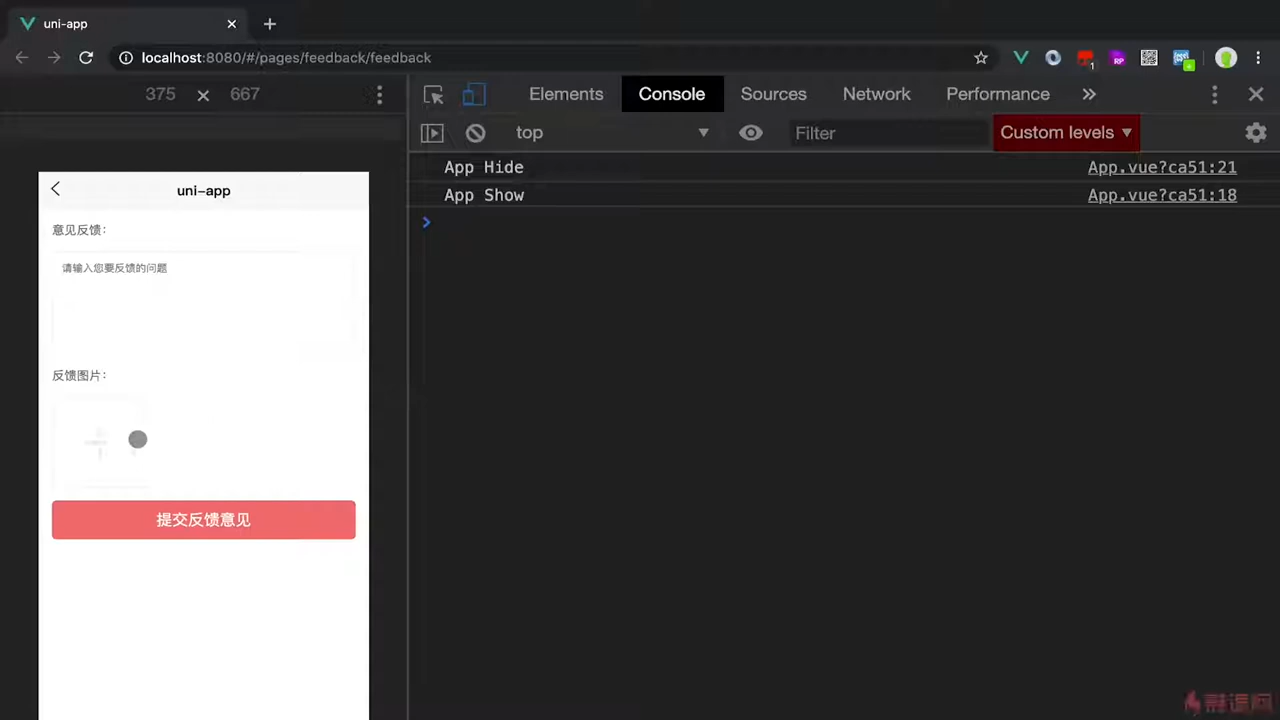 uni-app
localhost:8080/#/pages/feedback/feedback
1
RP
375 × 667
Elements Console Sources Network Performance »
top Filter Custom levels ▼
App Hide App.vue?ca51:21
App Show App.vue?ca51:18
uni-app
意见反馈：
请输入您要反馈的问题
反馈图片：
提交反馈意见